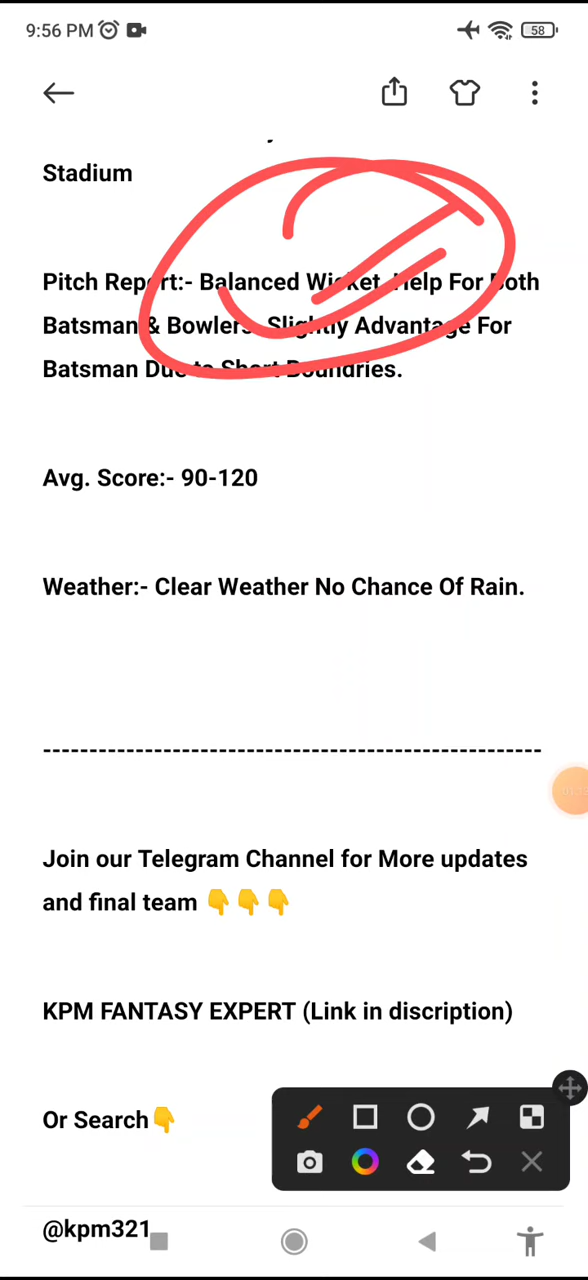 9:56 PM
58
Stadium
Pitch Report:- Balanced Wicket, Help For Both
Batsman & Bowlers. Slightly Advantage For
Batsman Due to Short Boundries.
Avg. Score:- 90-120
Weather:- Clear Weather No Chance Of Rain.
-----------------------------------------------------
Join our Telegram Channel for More updates
and final team 👇👇👇
KPM FANTASY EXPERT (Link in discription)
Or Search👇
@kpm321